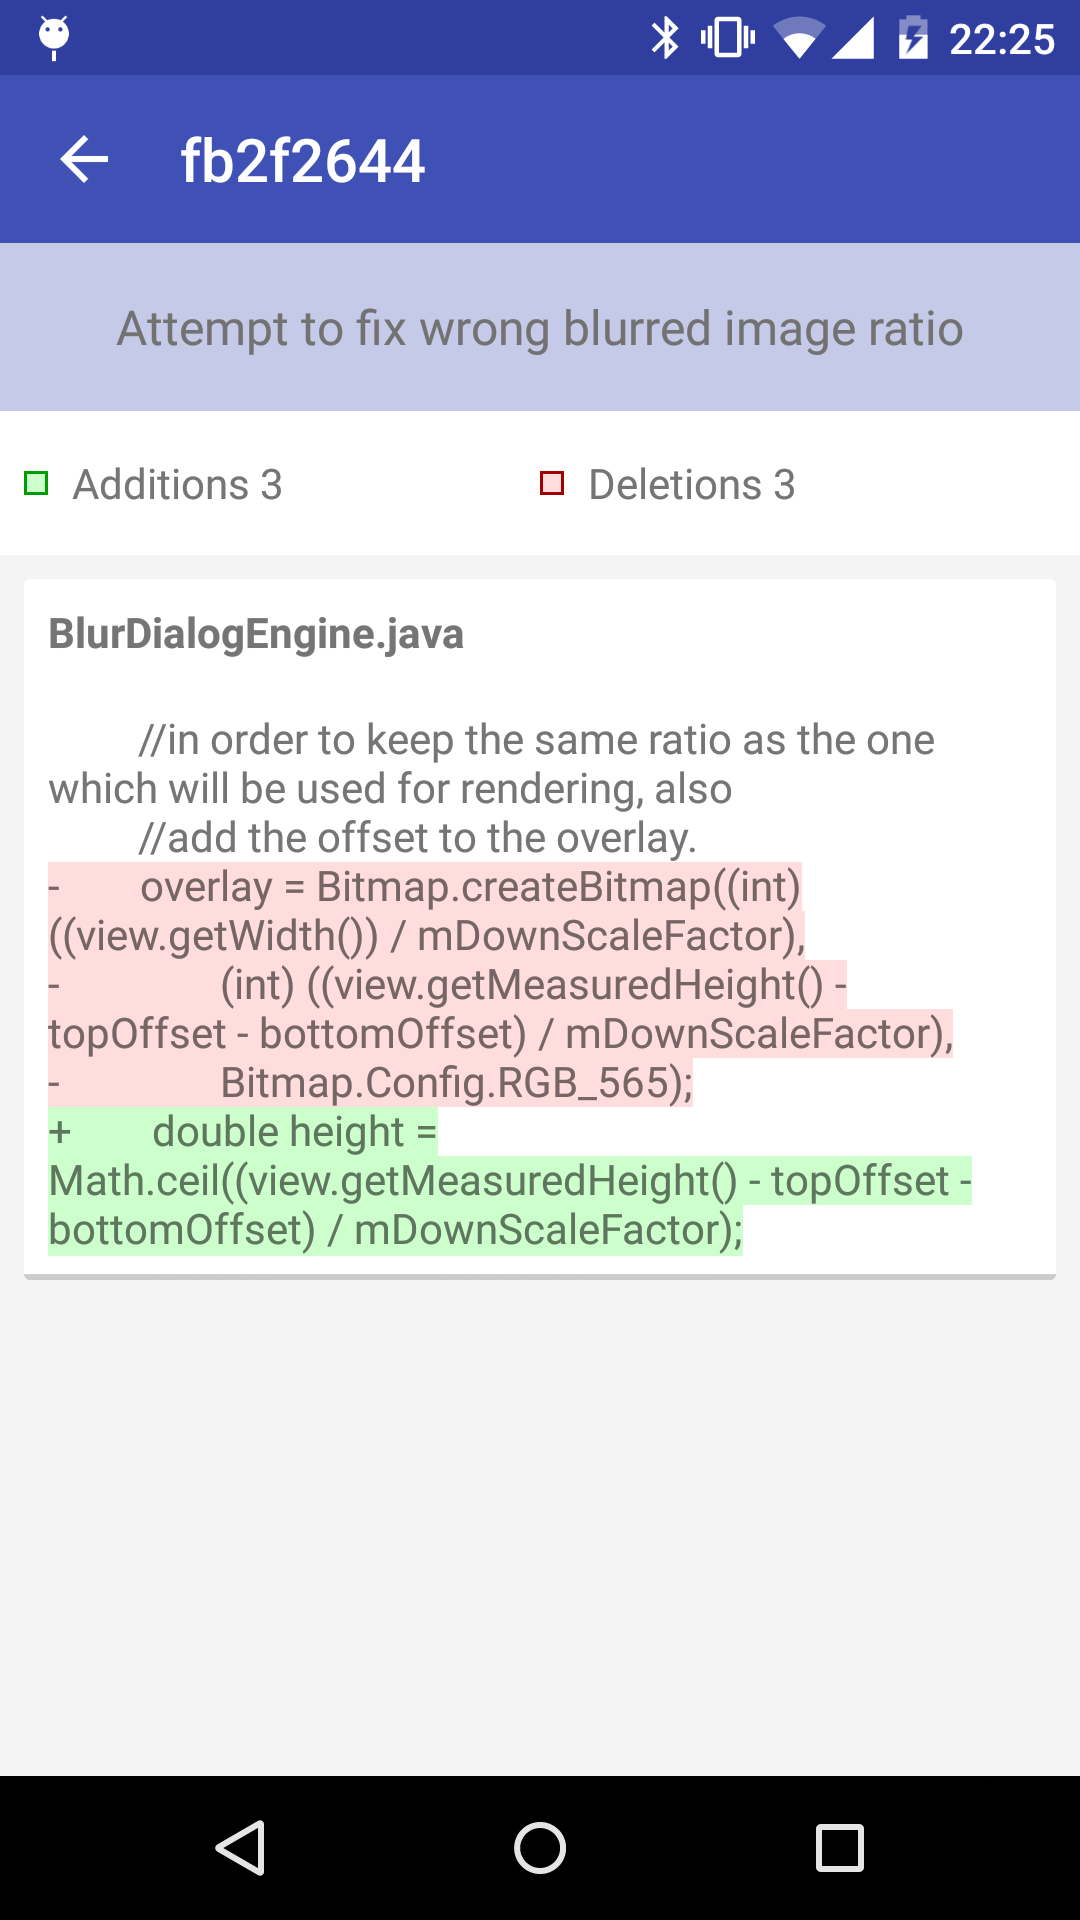 22:25
fb2f2644
Attempt to fix wrong blurred image ratio
Additions 3
Deletions 3
BlurDialogEngine.java
//in order to keep the same ratio as the one
which will be used for rendering, also
//add the offset to the overlay.
- overlay = Bitmap.createBitmap((int)
((view.getWidth()) / mDownScaleFactor),
- (int) ((view.getMeasuredHeight() -
topOffset - bottomOffset) / mDownScaleFactor),
- Bitmap.Config.RGB_565);
+ double height =
Math.ceil((view.getMeasuredHeight() - topOffset -
bottomOffset) / mDownScaleFactor);